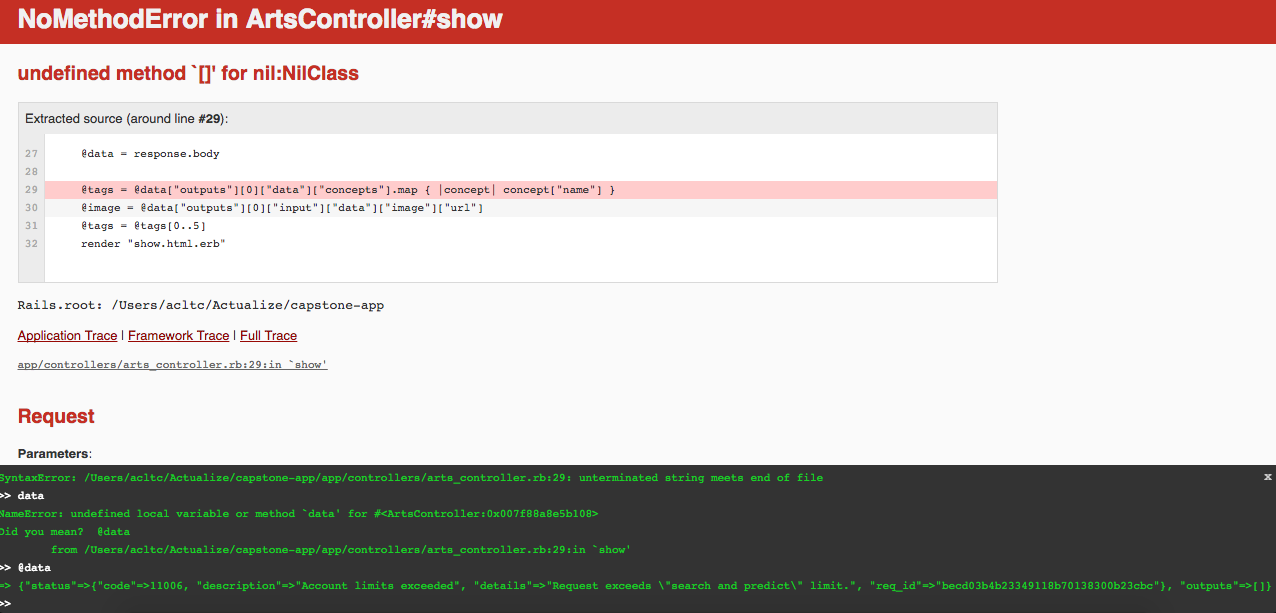 NoMethodError in ArtsController#show
undefined method `[]' for nil:NilClass
Extracted source (around line #29):
27 @data = response.body
28
29 @tags = @data["outputs"][0]["data"]["concepts"].map { |concept| concept["name"] }
30 @image = @data["outputs"][0]["input"]["data"]["image"]["url"]
31 @tags = @tags[0..5]
32 render "show.html.erb"
Rails.root: /Users/acltc/Actualize/capstone-app
Application Trace | Framework Trace | Full Trace
app/controllers/arts_controller.rb:29:in `show'
Request
Parameters:
SyntaxError: /Users/acltc/Actualize/capstone-app/app/controllers/arts_controller.rb:29: unterminated string meets end of file
x
>> data
NameError: undefined local variable or method `data' for #<ArtsController:0x007f88a8e5b108>
Did you mean? @data
from /Users/acltc/Actualize/capstone-app/app/controllers/arts_controller.rb:29:in `show'
>> @data
=> {"status"=>{"code"=>11006, "description"=>"Account limits exceeded", "details"=>"Request exceeds \"search and predict\" limit.", "req_id"=>"becd03b4b23349118b70138300b23cbc"}, "outputs"=>[]}
>>